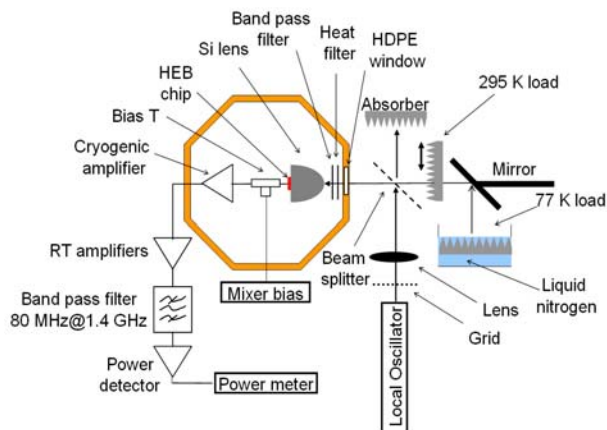 Band pass
filter
Heat
filter
HDPE
window
Si lens
HEB
chip
Bias T
Cryogenic
amplifier
295 K load
Absorber
Mirror
77 K load
RT amplifiers
Beam
splitter
Liquid
nitrogen
Mixer bias
Lens
Grid
Band pass filter
80 MHz@1.4 GHz
Local Oscillator
Power
detector
Power meter